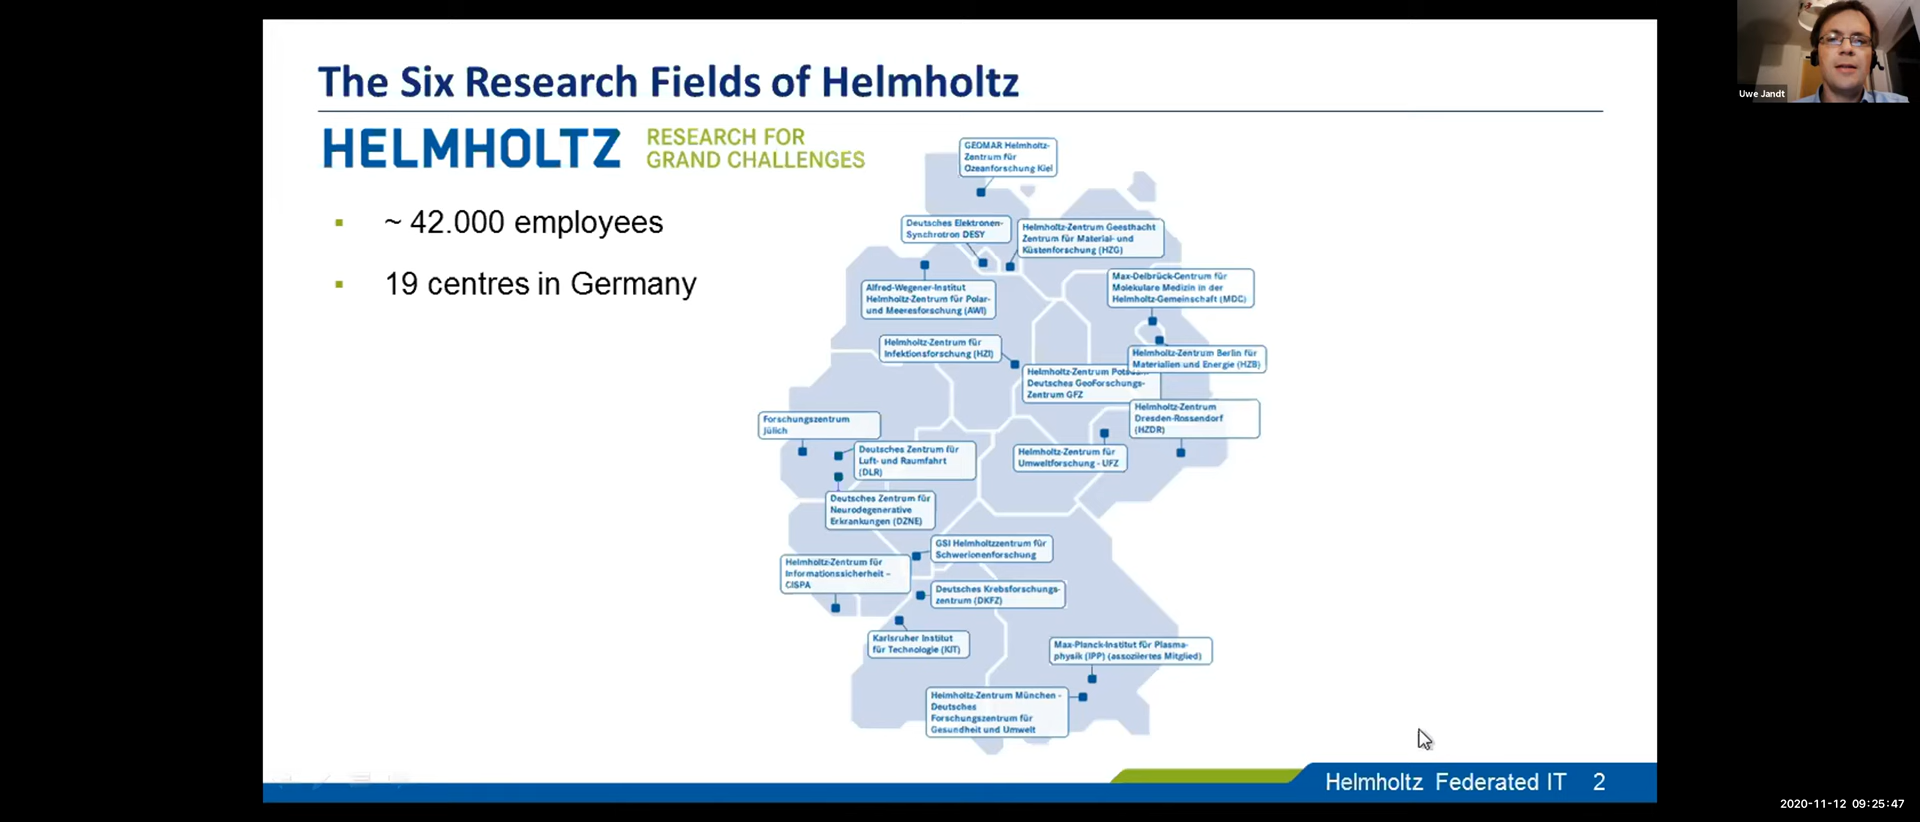 The Six Research Fields of Helmholtz
HELMHOLTZ
RESEARCH FOR
GRAND CHALLENGES
~ 42.000 employees
19 centres in Germany
GEOMAR Helmholtz-
Zentrum für
Ozeanforschung Kiel
Deutsches Elektronen-
Synchrotron DESY
Helmholtz-Zentrum Geesthacht
Zentrum für Material- und
Küstenforschung (HZG)
Alfred-Wegener-Institut
Helmholtz-Zentrum für Polar-
und Meeresforschung (AWI)
Max-Delbrück-Centrum für
Molekulare Medizin in der
Helmholtz-Gemeinschaft (MDC)
Helmholtz-Zentrum für
Infektionsforschung (HZI)
Helmholtz-Zentrum Berlin für
Materialien und Energie (HZB)
Helmholtz-Zentrum
Deutsches GeoForschungs-
Zentrum GFZ
Helmholtz-Zentrum
Dresden-Rossendorf
(HZDR)
Forschungszentrum
Jülich
Deutsches Zentrum für
Luft- und Raumfahrt
(DLR)
Helmholtz-Zentrum für
Umweltforschung - UFZ
Deutsches Zentrum für
Neurodegenerative
Erkrankungen (DZNE)
GSI Helmholtzzentrum für
Schwerionenforschung
Helmholtz-Zentrum für
Informationssicherheit –
CISPA
Deutsches Krebsforschungs-
zentrum (DKFZ)
Karlsruher Institut
für Technologie (KIT)
Max-Planck-Institut für Plasma-
physik (IPP) (assoziiertes Mitglied)
Helmholtz-Zentrum München -
Deutsches
Forschungszentrum für
Gesundheit und Umwelt
Helmholtz Federated IT 2
Uwe Jandt
2020-11-12 09:25:47